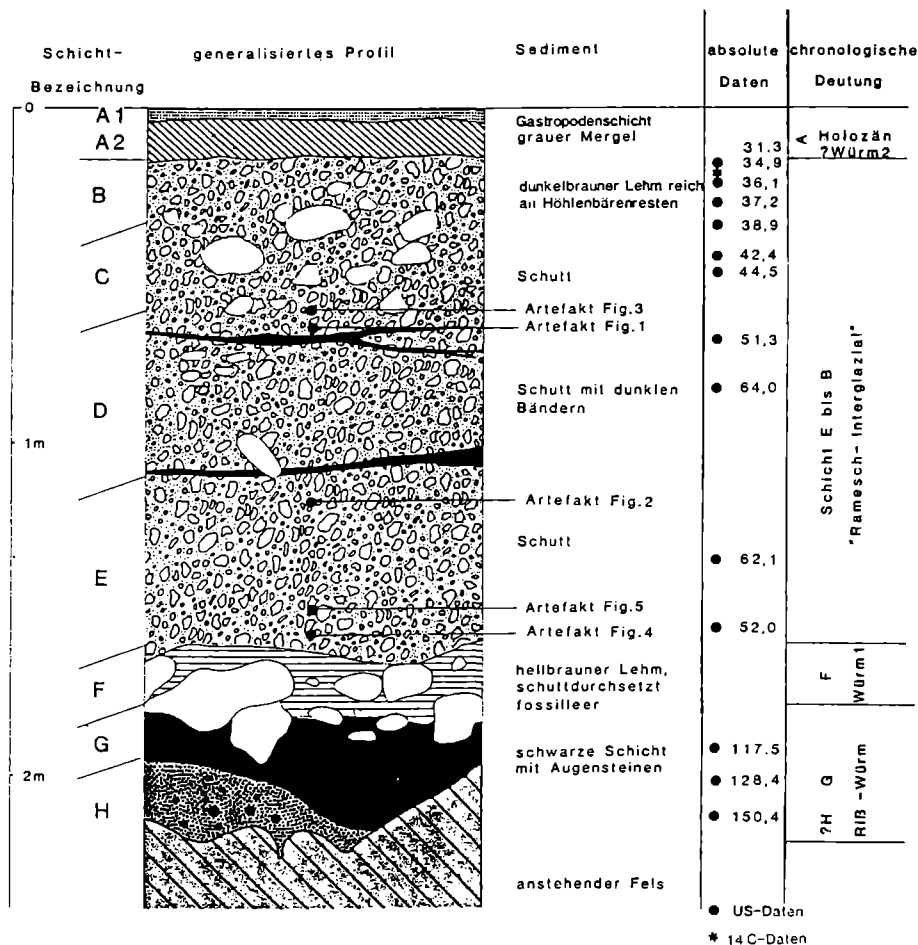 Schicht-
Bezeichnung
generalisiertes Profil
Sediment
absolute
Daten
chronologische
Deutung
0
A1
A2
B
C
D
1m
E
F
G
2m
H
Gastropodenschicht
grauer Mergel
dunkelbrauner Lehm reich
an Höhlenbärenresten
Schutt
Artefakt Fig.3
Artefakt Fig.1
Schutt mit dunklen
Bändern
Artefakt Fig.2
Schutt
Artefakt Fig.5
Artefakt Fig.4
hellbrauner Lehm,
schuttdurchsetzt
fossilleer
schwarze Schicht
mit Augensteinen
anstehender Fels
31.3
34,9
36,1
37,2
38,9
42,4
44,5
51,3
64,0
62,1
52,0
117.5
128,4
150,4
US-Daten
* 14 C-Daten
A
Holozän
?Würm2
Schicht E bis B
"Ramesch-Interglazial"
F
Würm1
?H G
Riß-Würm